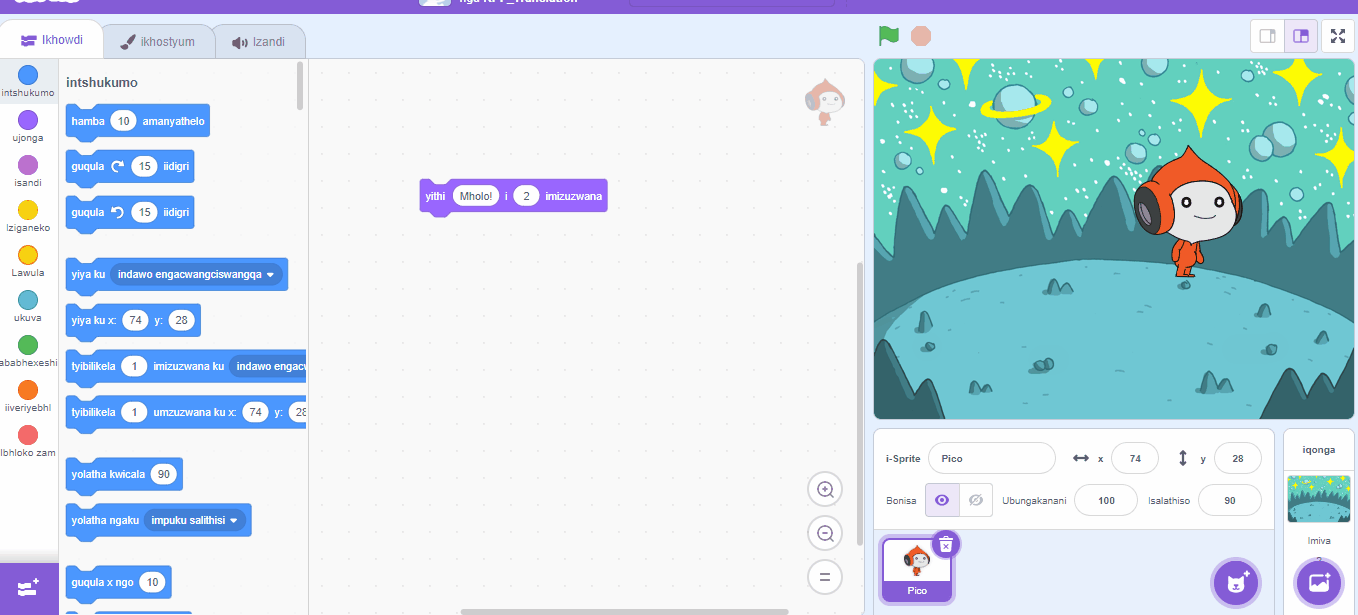 Ikhowdi
ikhostyum
Izandi
intshukumo
ujonga
isandi
Iziganeko
Lawula
ukuva
ababhexeshi
iiveriyebhl
Ibhloko zam
intshukumo
hamba 10 amanyathelo
guqula 15 iidigri
guqula 15 iidigri
yiya ku indawo engacwangciswangqa
yiya ku x: 74 y: 28
tyibilikela 1 imizuzwana ku indawo engacw
tyibilikela 1 umzuzwana ku x: 74 y: 28
yolatha kwicala 90
yolatha ngaku impuku salithisi
guqula x ngo 10
yithi Mholo! i 2 imizuzwana
i-Sprite Pico x 74 y 28
Bonisa Ubungakanani 100 Isalathiso 90
Pico
iqonga
Imiva